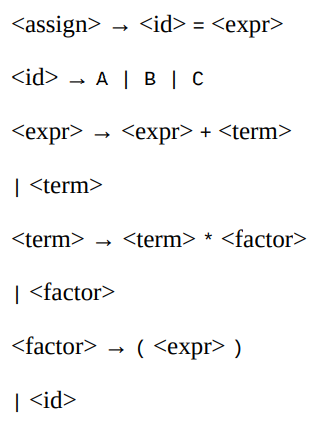 <assign> → <id> = <expr>
<id> → A | B | C
<expr> → <expr> + <term>
| <term>
<term> → <term> * <factor>
| <factor>
<factor> → ( <expr> )
| <id>